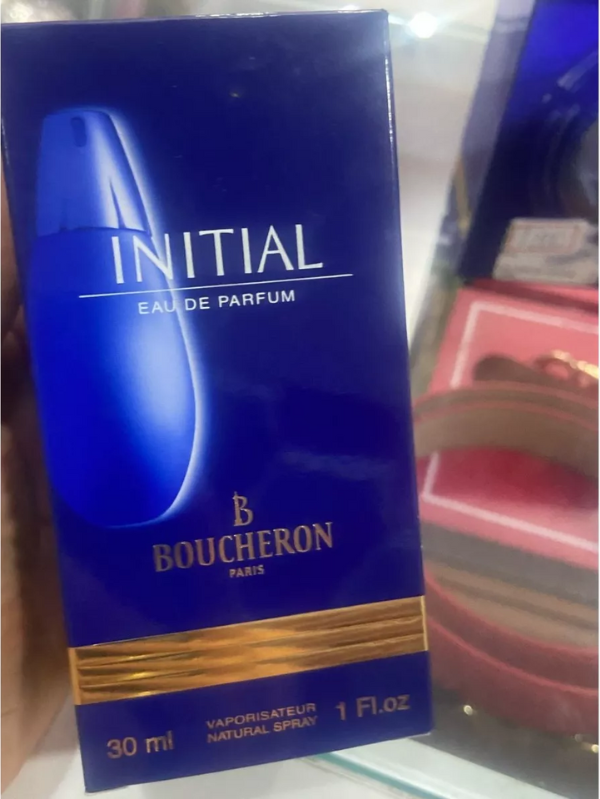 INITIAL
EAU DE PARFUM
B
BOUCHERON
PARIS
30 ml
VAPORISATEUR
NATURAL SPRAY
1 Fl.oz